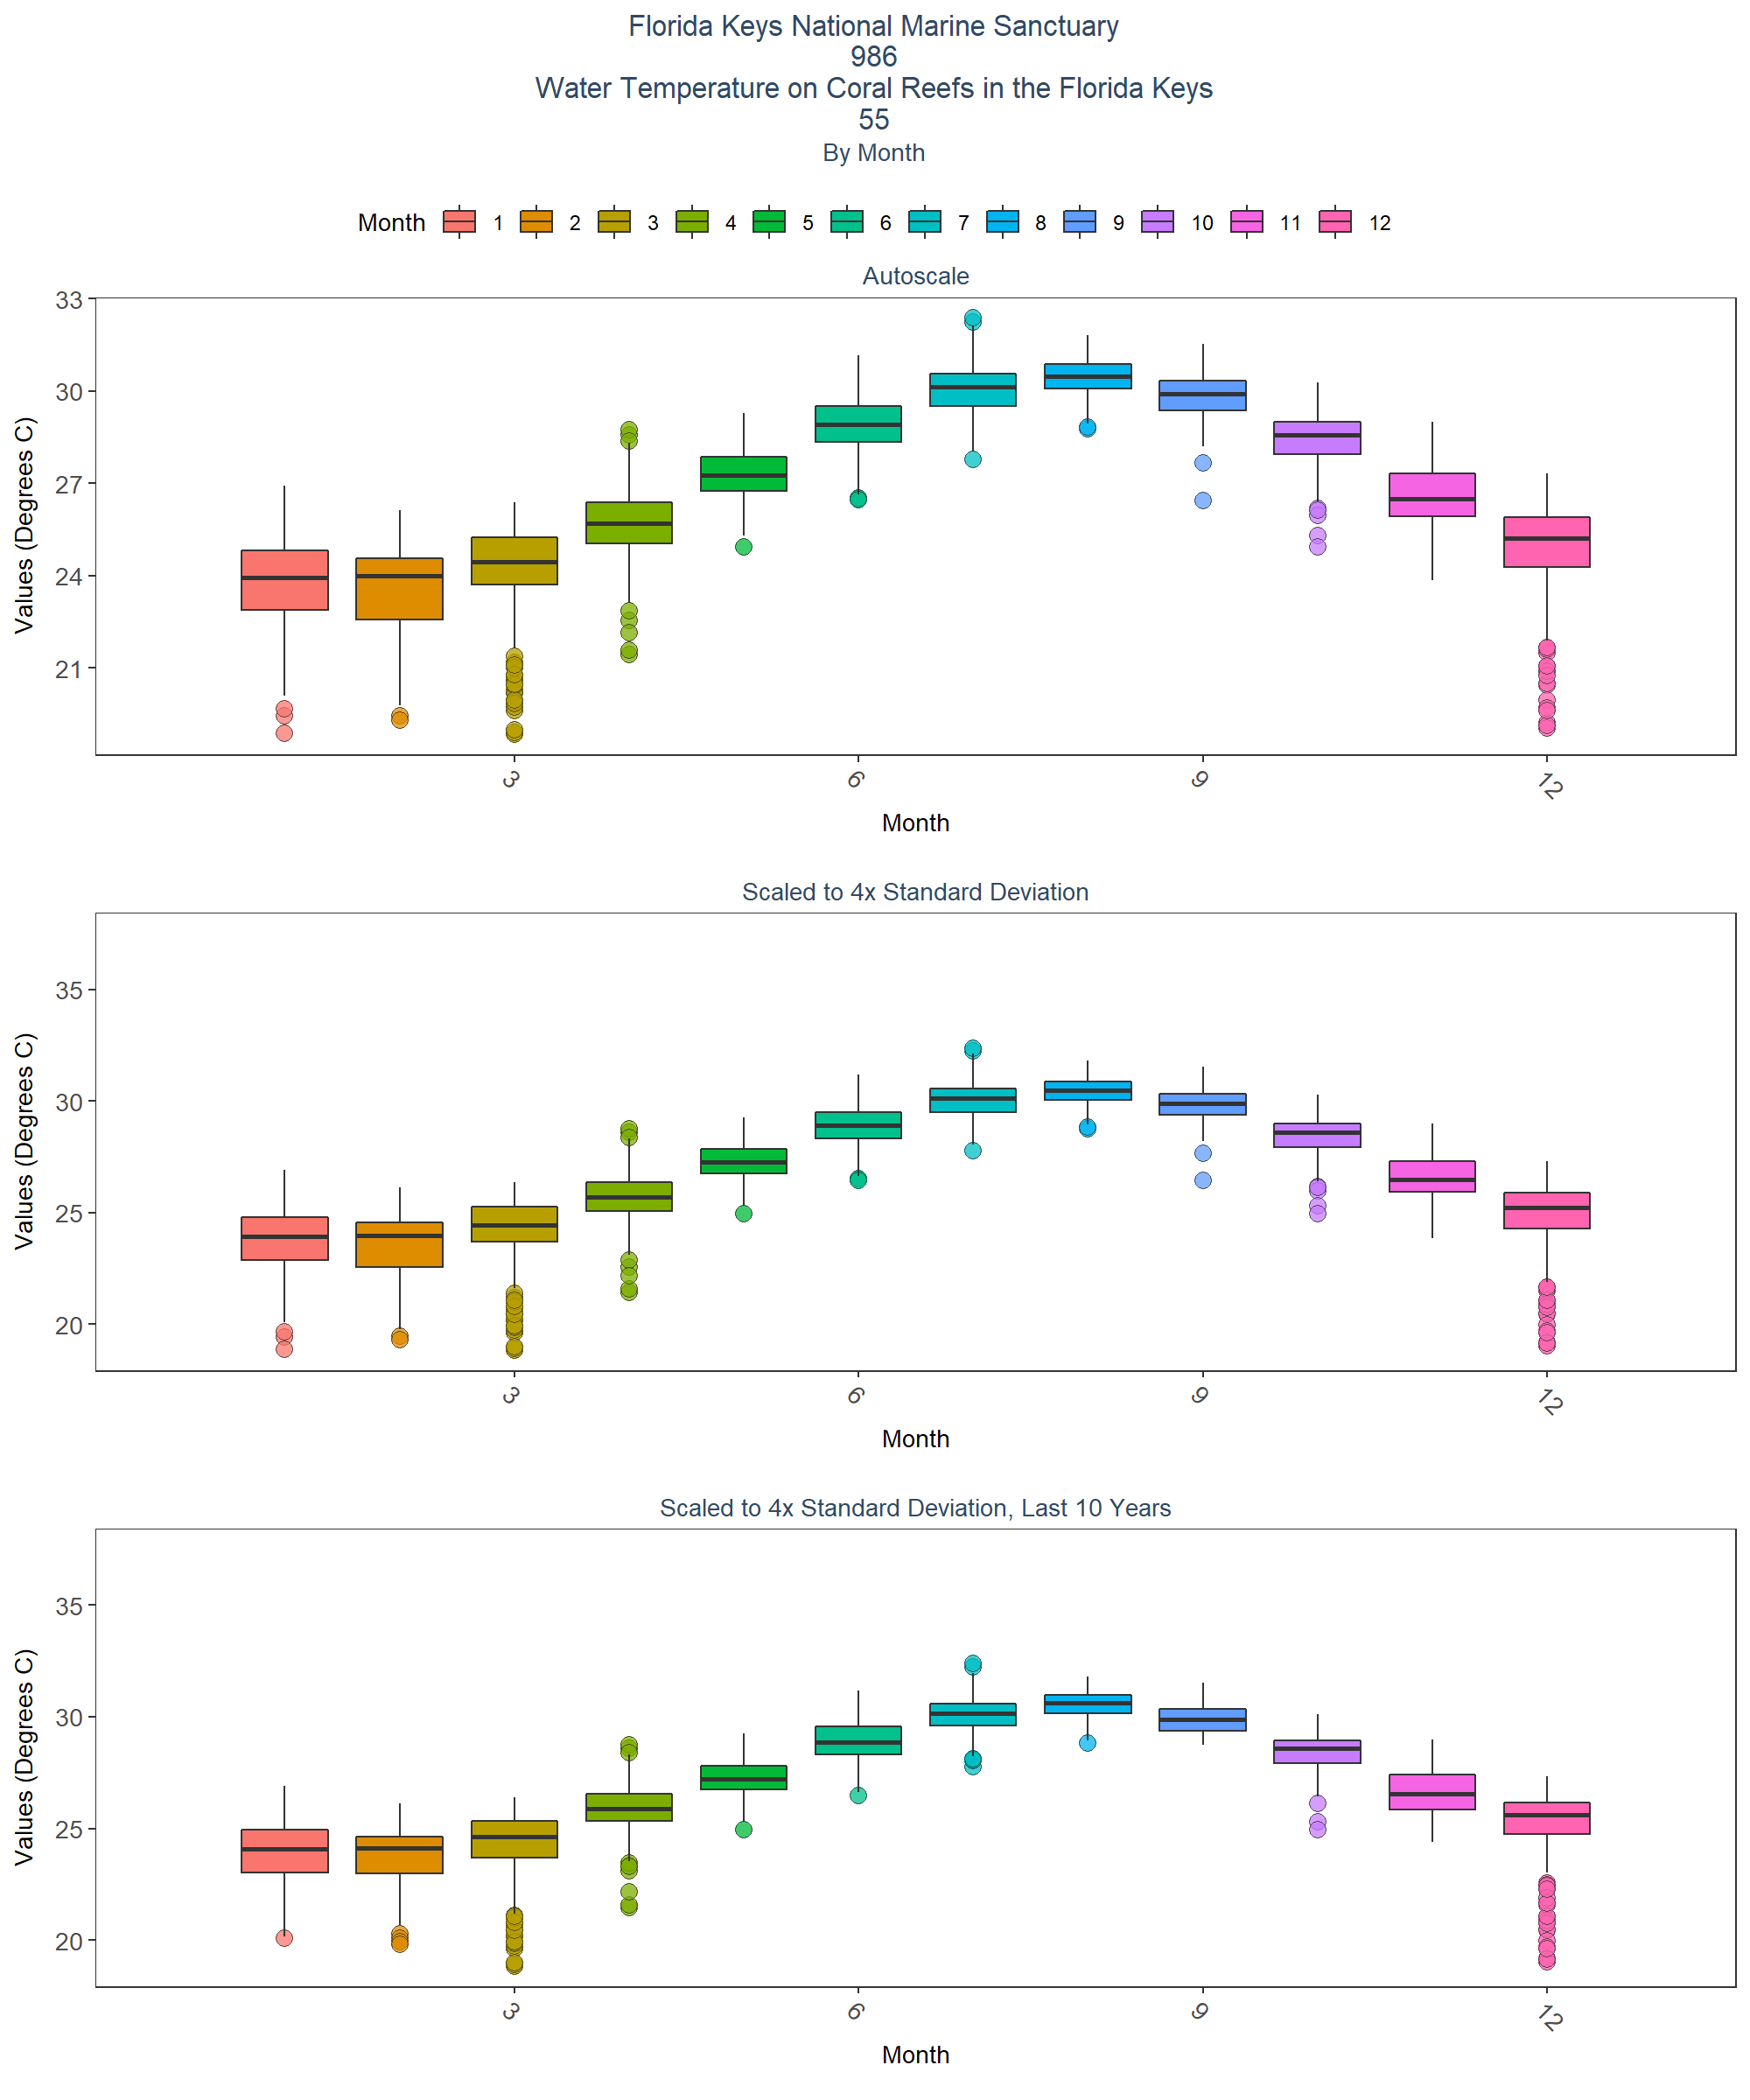 Florida Keys National Marine Sanctuary
986
Water Temperature on Coral Reefs in the Florida Keys
55
By Month
Month 1 2 3 4 5 6 7 8 9 10 11 12
Autoscale
33
30
27
24
21
Values (Degrees C)
3 6 9 12
Month
Scaled to 4x Standard Deviation
35
30
25
20
Values (Degrees C)
3 6 9 12
Month
Scaled to 4x Standard Deviation, Last 10 Years
35
30
25
20
Values (Degrees C)
3 6 9 12
Month